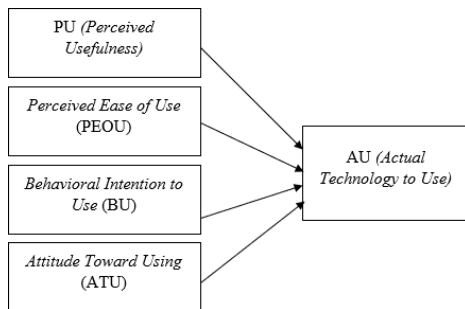 PU (Perceived
Usefulness)
Perceived Ease of Use
(PEOU)
Behavioral Intention to
Use (BU)
Attitude Toward Using
(ATU)
AU (Actual
Technology to Use)